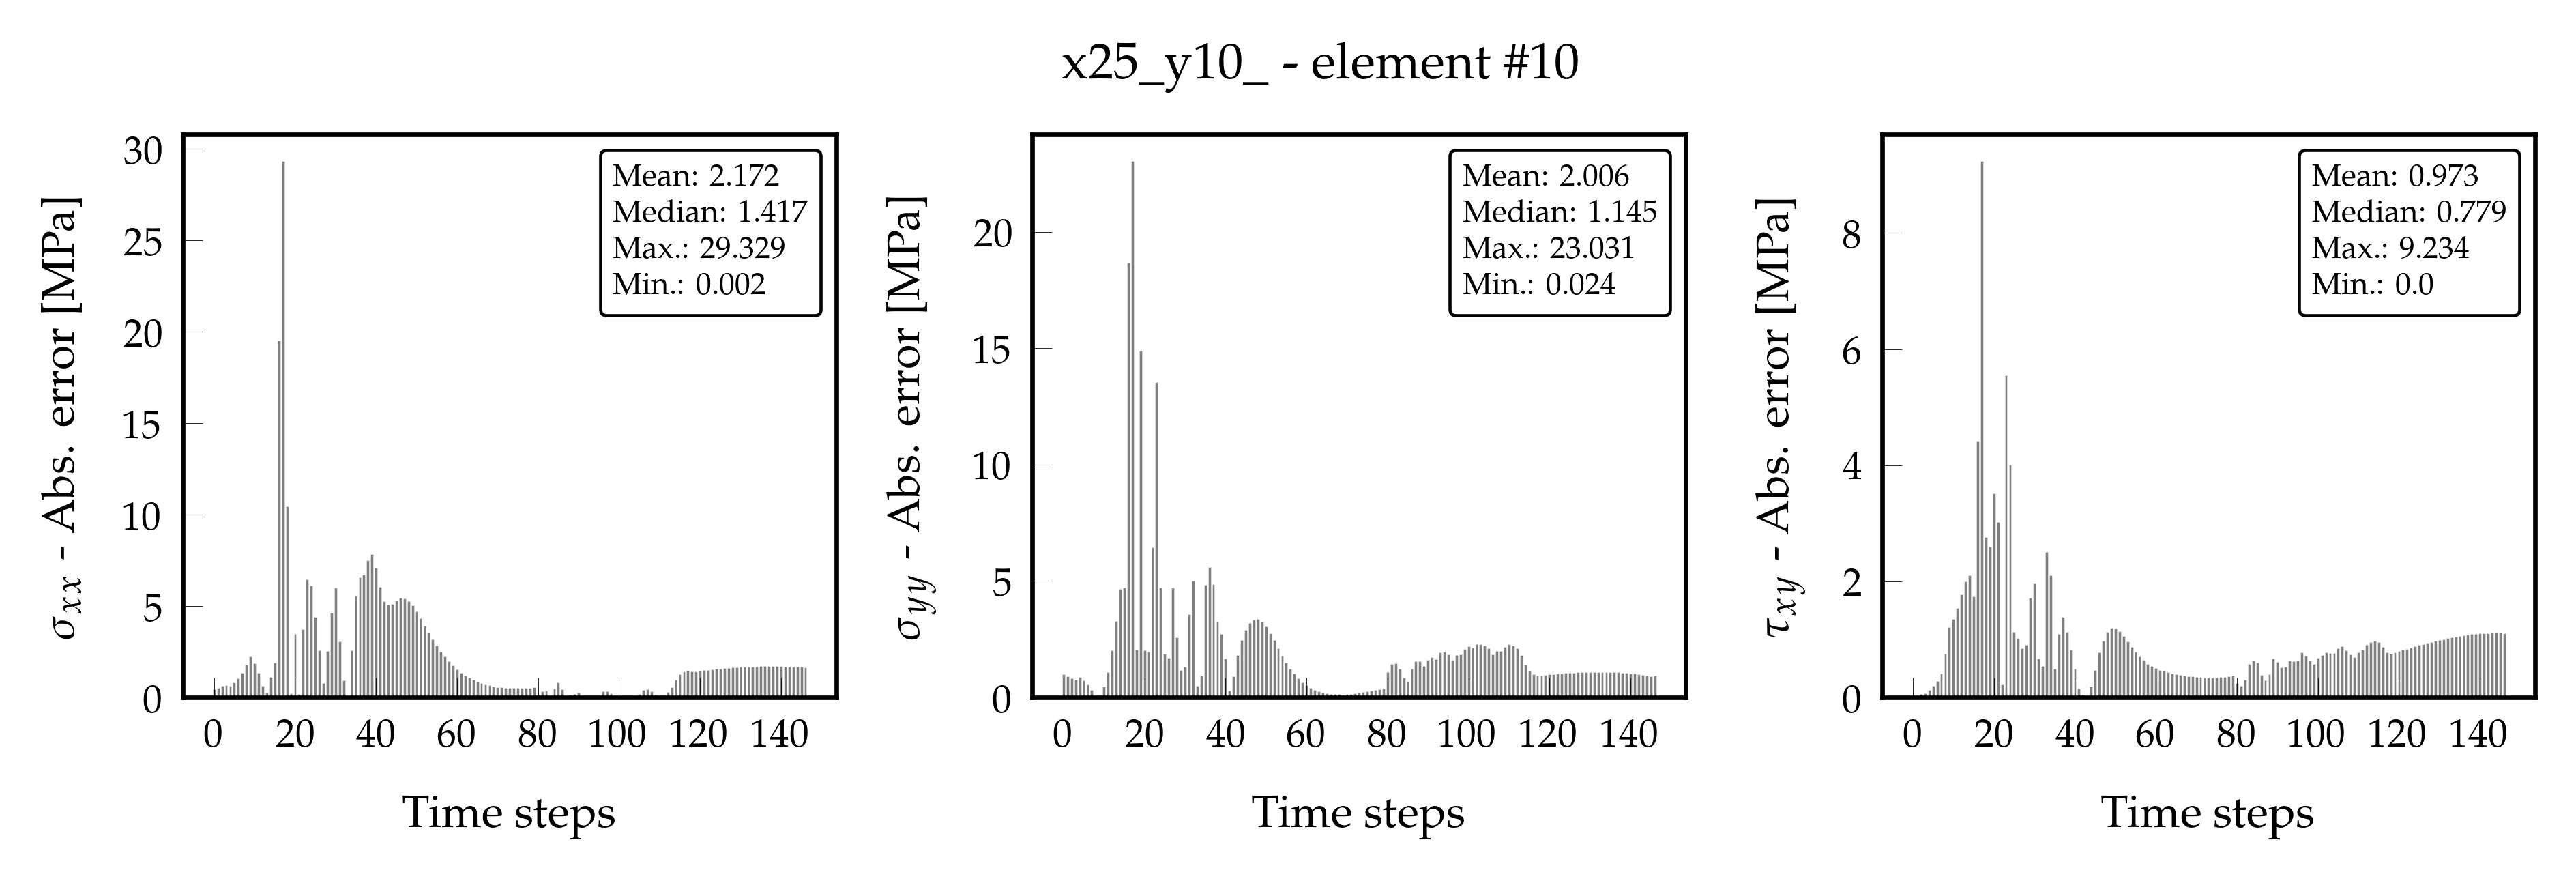 x25_y10_ - element #10
σxx - Abs. error [MPa]
30
25
20
15
10
5
0
Mean: 2.172
Median: 1.417
Max.: 29.329
Min.: 0.002
0 20 40 60 80 100 120 140
Time steps
σyy - Abs. error [MPa]
20
15
10
5
0
Mean: 2.006
Median: 1.145
Max.: 23.031
Min.: 0.024
0 20 40 60 80 100 120 140
Time steps
τxy - Abs. error [MPa]
8
6
4
2
0
Mean: 0.973
Median: 0.779
Max.: 9.234
Min.: 0.0
0 20 40 60 80 100 120 140
Time steps